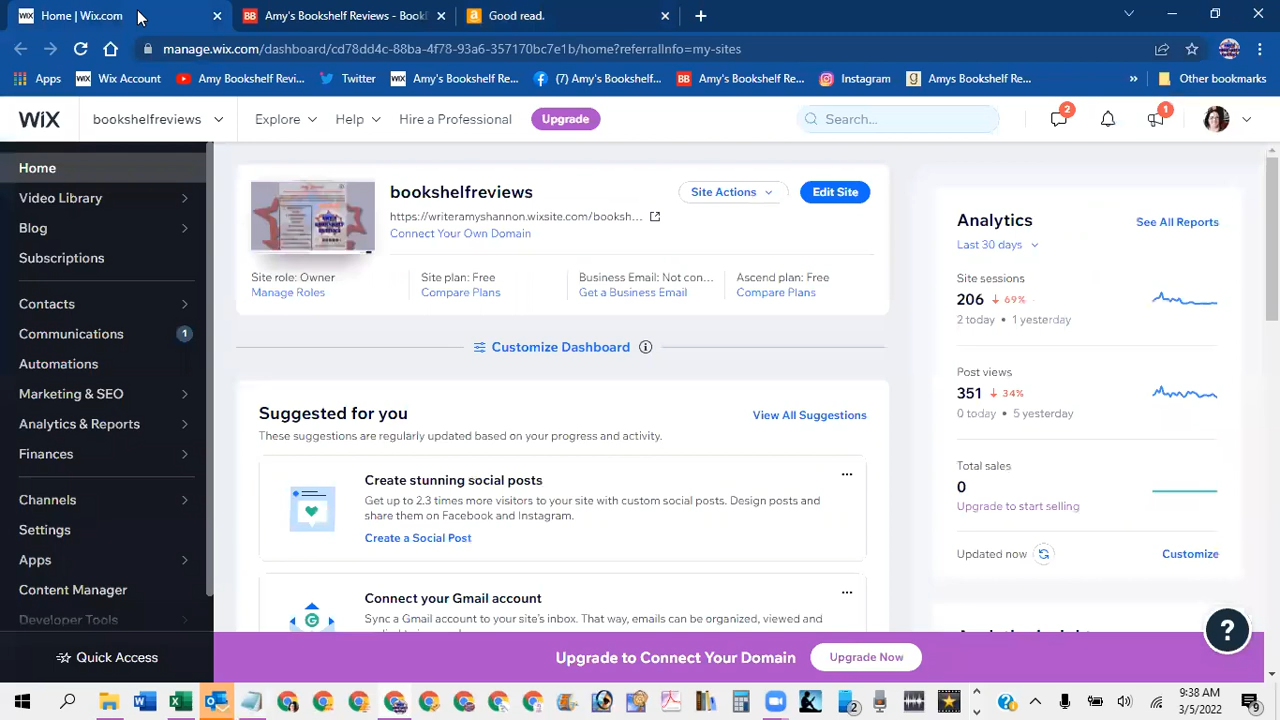 Home | Wix.com
Amy's Bookshelf Reviews - Book
Good read.
manage.wix.com/dashboard/cd78dd4c-88ba-4f78-93a6-357170bc7e1b/home?referralInfo=my-sites
Apps
Wix Account
Amy Bookshelf Revi...
Twitter
Amy's Bookshelf Re...
(7) Amy's Bookshelf...
Amy's Bookshelf Re...
Instagram
Amys Bookshelf Re...
Other bookmarks
WiX
bookshelfreviews
Explore
Help
Hire a Professional
Upgrade
Search...
2
1
Home
Video Library
Blog
Subscriptions
Contacts
Communications
1
Automations
Marketing & SEO
Analytics & Reports
Finances
Channels
Settings
Apps
Content Manager
Developer Tools
Quick Access
bookshelfreviews
Site Actions
Edit Site
https://writeramyshannon.wixsite.com/booksh...
Connect Your Own Domain
Site role: Owner
Manage Roles
Site plan: Free
Compare Plans
Business Email: Not con...
Get a Business Email
Ascend plan: Free
Compare Plans
Customize Dashboard
Suggested for you
View All Suggestions
These suggestions are regularly updated based on your progress and activity.
Create stunning social posts
Get up to 2.3 times more visitors to your site with custom social posts. Design posts and
share them on Facebook and Instagram.
Create a Social Post
Connect your Gmail account
Sync a Gmail account to your site's inbox. That way, emails can be organized, viewed and
Analytics
See All Reports
Last 30 days
Site sessions
206 ↓ 69%
2 today • 1 yesterday
Post views
351 ↓ 34%
0 today • 5 yesterday
Total sales
0
Upgrade to start selling
Updated now
Customize
?
Upgrade to Connect Your Domain
Upgrade Now
2
9:38 AM
3/5/2022
9